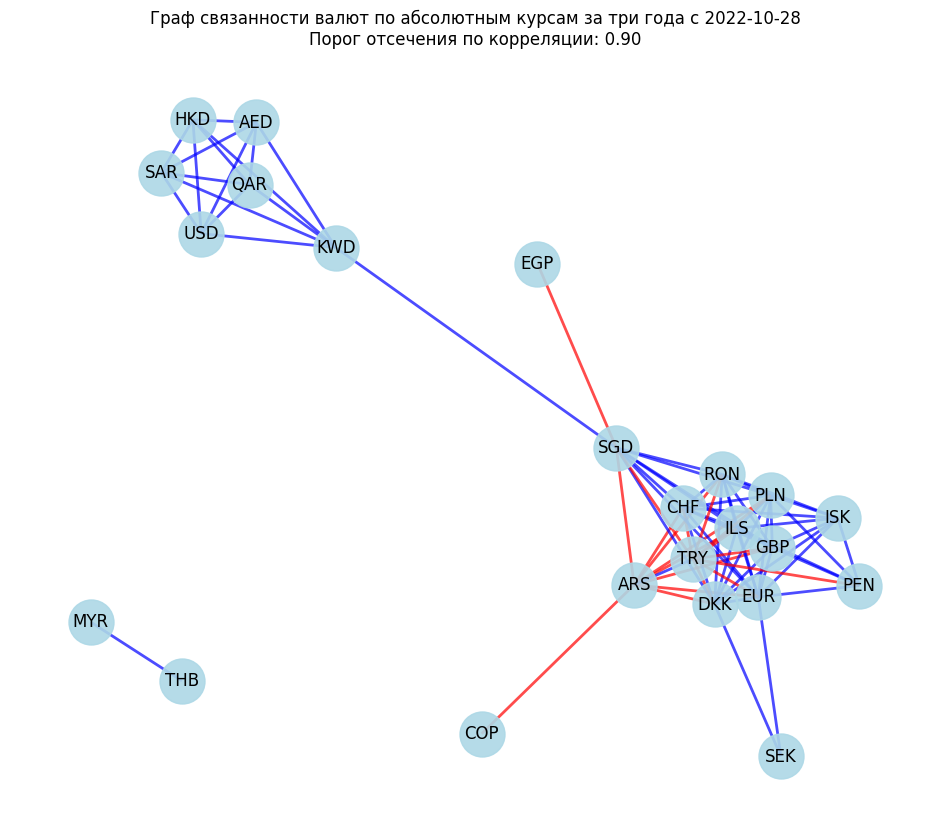 Граф связанности валют по абсолютным курсам за три года с 2022-10-28
Порог отсечения по корреляции: 0.90
HKD
AED
SAR
QAR
USD
KWD
EGP
SGD
RON
PLN
CHF
ISK
ILS
GBP
TRY
ARS
PEN
EUR
DKK
MYR
THB
COP
SEK